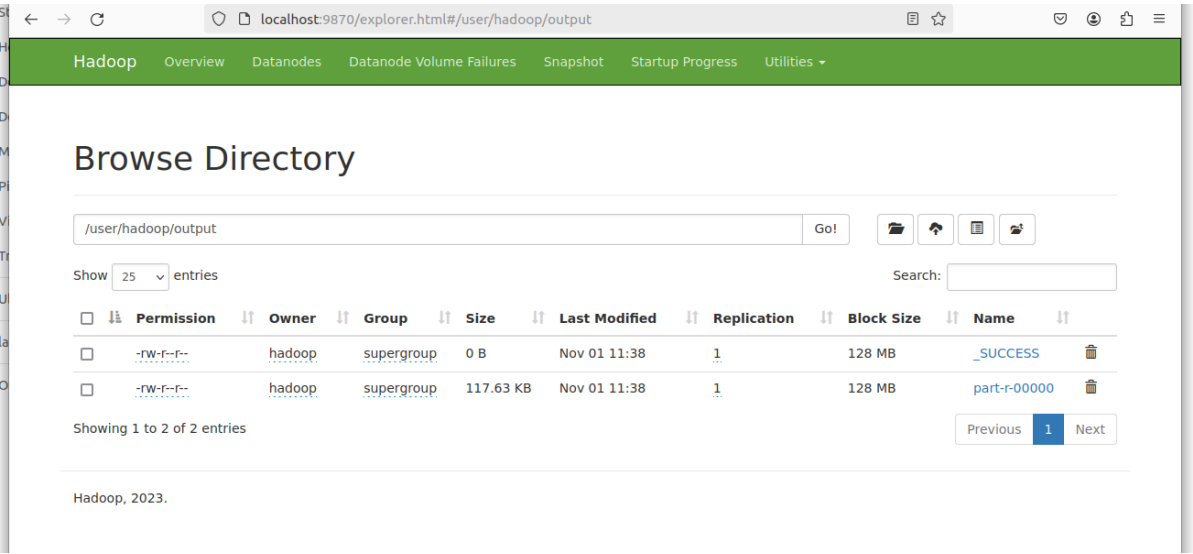 localhost:9870/explorer.html#/user/hadoop/output
Hadoop Overview Datanodes Datanode Volume Failures Snapshot Startup Progress Utilities
Browse Directory
/user/hadoop/output Go!
Show 25 entries Search:
Permission Owner Group Size Last Modified Replication Block Size Name
-rw-r--r-- hadoop supergroup 0 B Nov 01 11:38 1 128 MB _SUCCESS
-rw-r--r-- hadoop supergroup 117.63 KB Nov 01 11:38 1 128 MB part-r-00000
Showing 1 to 2 of 2 entries Previous 1 Next
Hadoop, 2023.